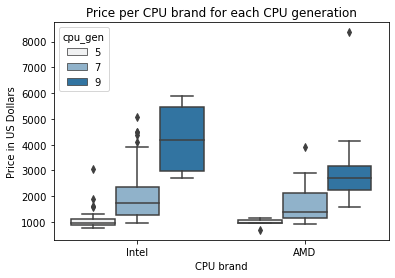 Price per CPU brand for each CPU generation
cpu_gen
5
7
9
8000
7000
6000
5000
4000
3000
2000
1000
Price in US Dollars
Intel
AMD
CPU brand